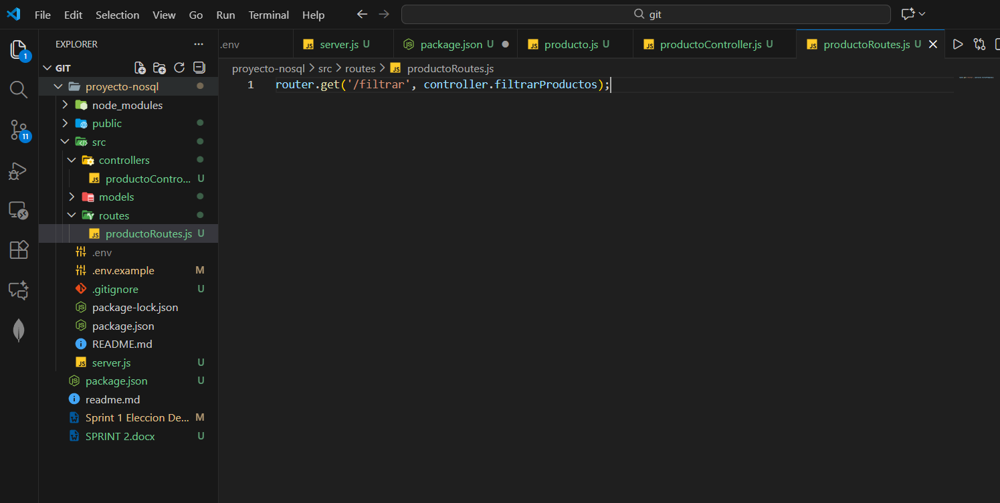 File Edit Selection View Go Run Terminal Help
git
EXPLORER
.env
server.js U
package.json U
producto.js U
productoController.js U
productoRoutes.js U
GIT
proyecto-nosql > src > routes > productoRoutes.js
1 router.get('/filtrar', controller.filtrarProductos);
1
11
proyecto-nosql
node_modules
public
src
controllers
productoContro... U
models
routes
productoRoutes.js U
.env
.env.example M
.gitignore U
package-lock.json
package.json
README.md
server.js U
package.json U
readme.md
Sprint 1 Eleccion De... M
SPRINT 2.docx U